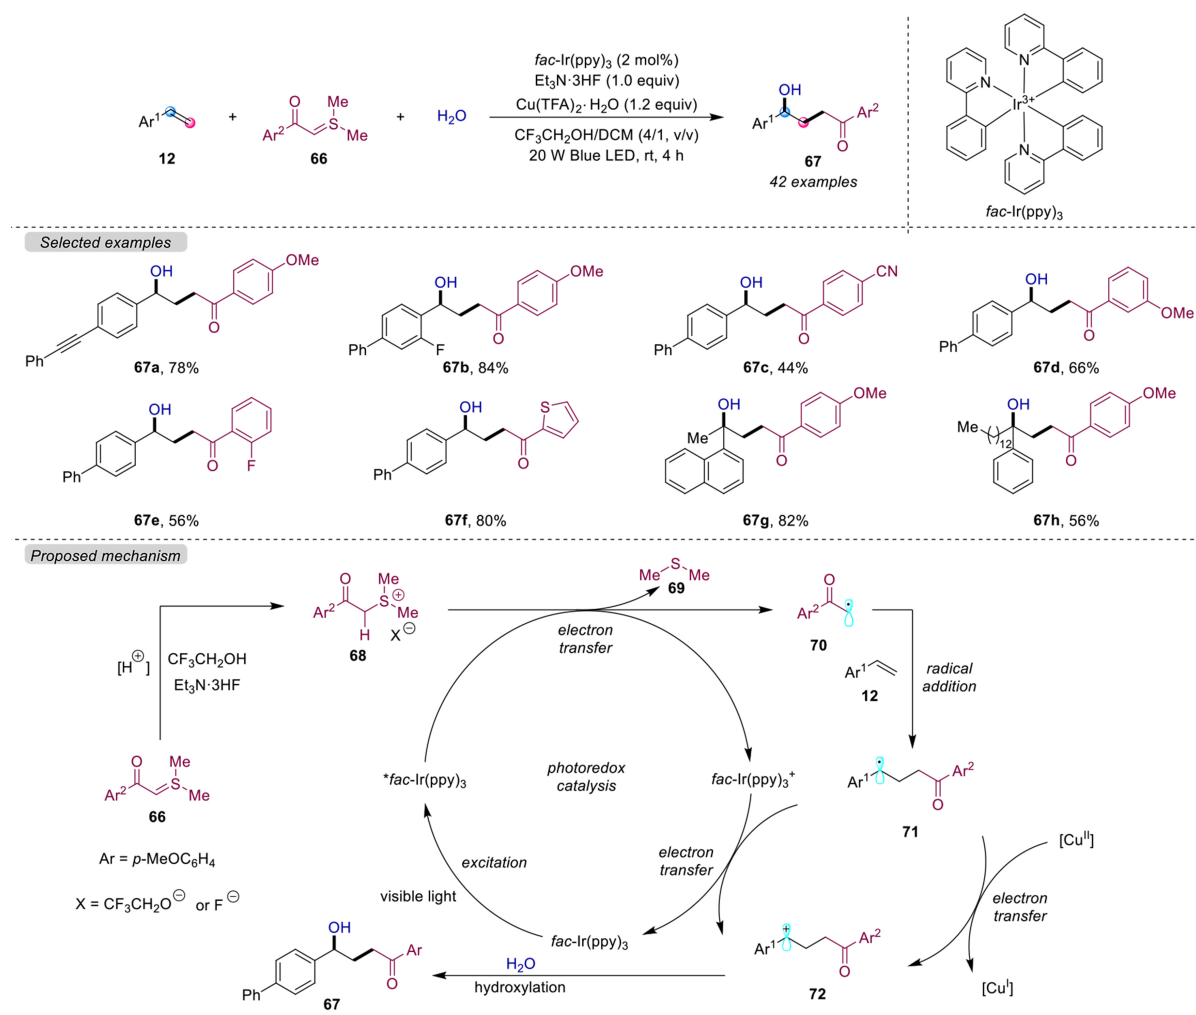 fac-Ir(ppy)3 (2 mol%)
Et3N·3HF (1.0 equiv)
Cu(TFA)2· H2O (1.2 equiv)
CF3CH2OH/DCM (4/1, v/v)
20 W Blue LED, rt, 4 h
Ar1
12
+
O
Ar2
S
Me
Me
66
+
H2O
OH
Ar1
Ar2
O
67
42 examples
N
N
Ir3+
N
fac-Ir(ppy)3
Selected examples
OH
OMe
O
Ph
67a, 78%
OH
OMe
O
F
Ph
67b, 84%
OH
CN
O
Ph
67c, 44%
OH
OMe
O
Ph
67d, 66%
OH
O
F
Ph
67e, 56%
OH
S
O
Ph
67f, 80%
OH
OMe
Me
O
67g, 82%
OH
OMe
Me
( )12
O
67h, 56%
Proposed mechanism
O
Me
Ar2
S
+
Me
H
X−
68
Me
S
Me
69
electron
transfer
O
Ar2
·
70
[H+]
CF3CH2OH
Et3N·3HF
Ar1
12
radical
addition
O
Me
Ar2
S
Me
66
*fac-Ir(ppy)3
photoredox
catalysis
fac-Ir(ppy)3+
·
Ar1
Ar2
O
71
[CuII]
Ar = p-MeOC6H4
X = CF3CH2O− or F−
excitation
visible light
electron
transfer
electron
transfer
fac-Ir(ppy)3
OH
Ar
O
Ph
67
H2O
hydroxylation
+
Ar1
Ar2
O
72
[CuI]